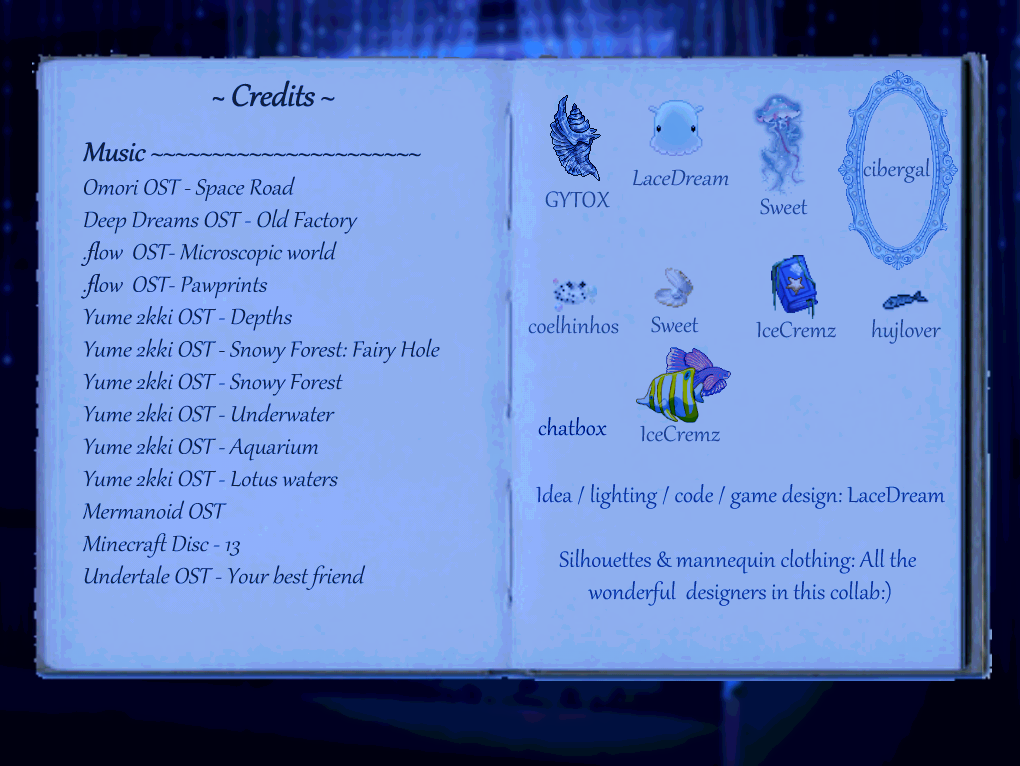 ~ Credits ~
Music ~~~~~~~~~~~~~~~~~~~~~~
Omori OST - Space Road
Deep Dreams OST - Old Factory
.flow OST- Microscopic world
.flow OST- Pawprints
Yume 2kki OST - Depths
Yume 2kki OST - Snowy Forest: Fairy Hole
Yume 2kki OST - Snowy Forest
Yume 2kki OST - Underwater
Yume 2kki OST - Aquarium
Yume 2kki OST - Lotus waters
Mermanoid OST
Minecraft Disc - 13
Undertale OST - Your best friend
GYTOX
LaceDream
Sweet
cibergal
coelhinhos
Sweet
IceCremz
hujlover
chatbox
IceCremz
Idea / lighting / code / game design: LaceDream
Silhouettes & mannequin clothing: All the
wonderful designers in this collab:)